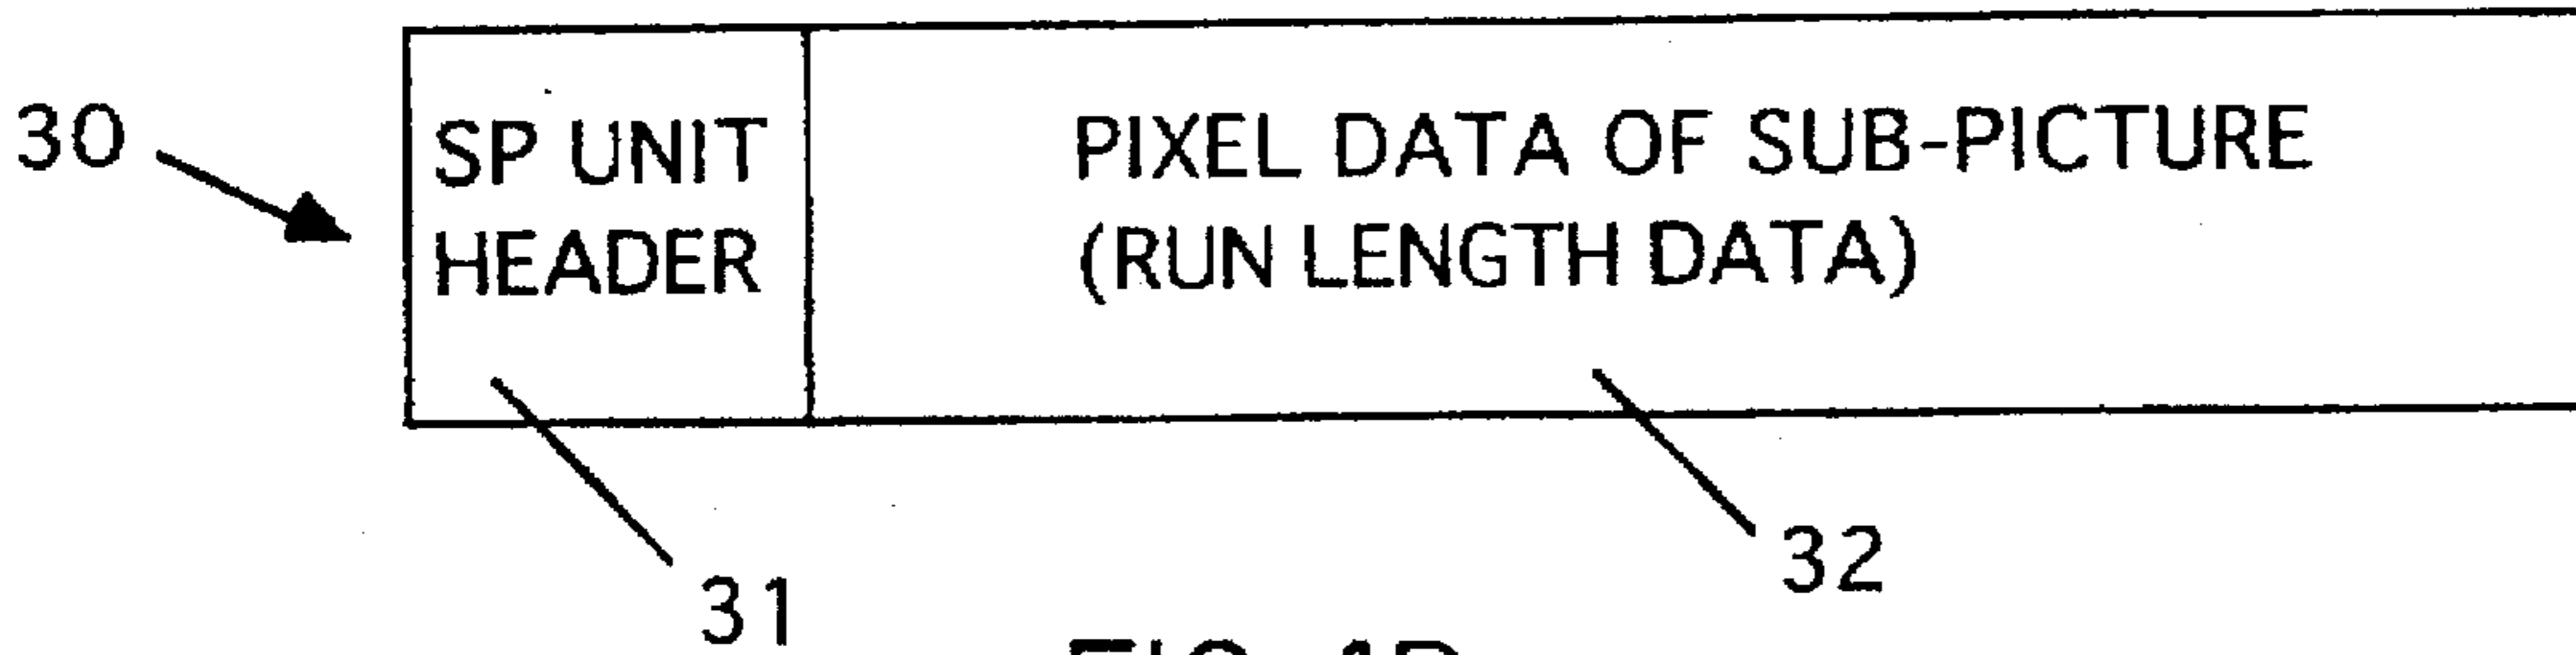 30
SP UNIT
HEADER
PIXEL DATA OF SUB-PICTURE
(RUN LENGTH DATA)
31
32